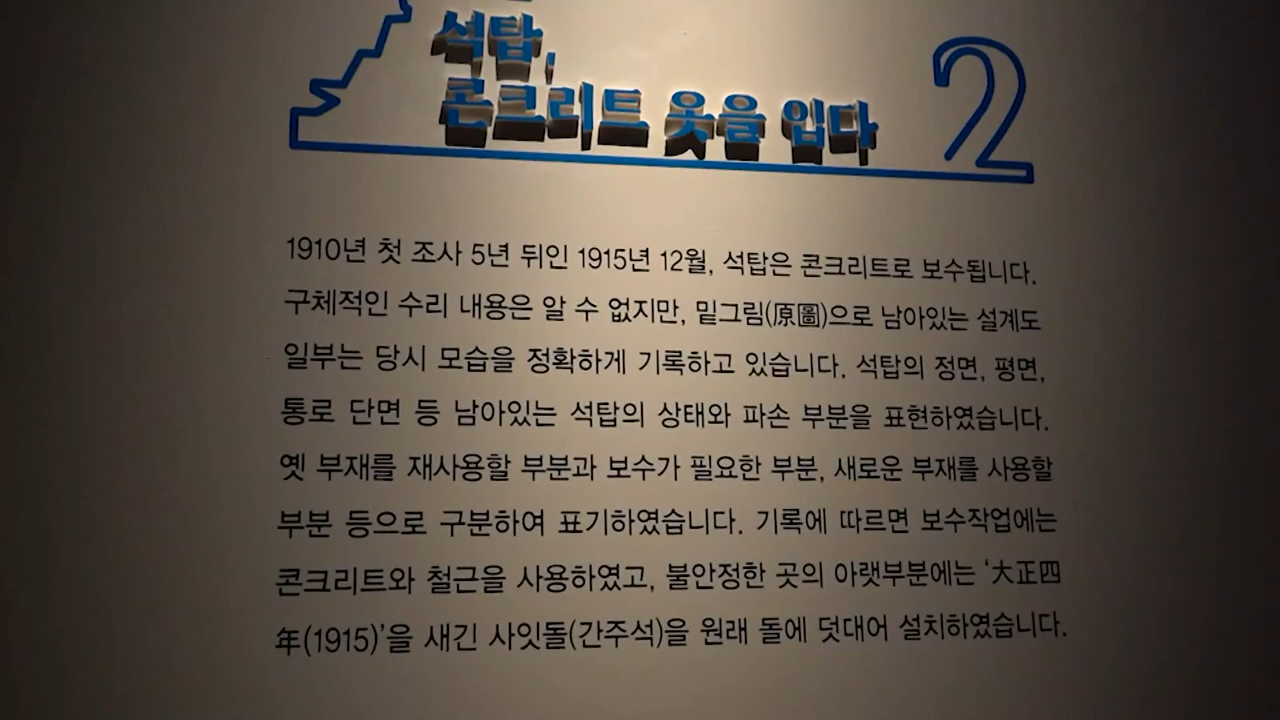 석탑,
콘크리트 옷을 입다
2
1910년 첫 조사 5년 뒤인 1915년 12월, 석탑은 콘크리트로 보수됩니다.
구체적인 수리 내용은 알 수 없지만, 밑그림(原圖)으로 남아있는 설계도
일부는 당시 모습을 정확하게 기록하고 있습니다. 석탑의 정면, 평면,
통로 단면 등 남아있는 석탑의 상태와 파손 부분을 표현하였습니다.
옛 부재를 재사용할 부분과 보수가 필요한 부분, 새로운 부재를 사용할
부분 등으로 구분하여 표기하였습니다. 기록에 따르면 보수작업에는
콘크리트와 철근을 사용하였고, 불안정한 곳의 아랫부분에는 ‘大正四
年(1915)’을 새긴 사잇돌(간주석)을 원래 돌에 덧대어 설치하였습니다.